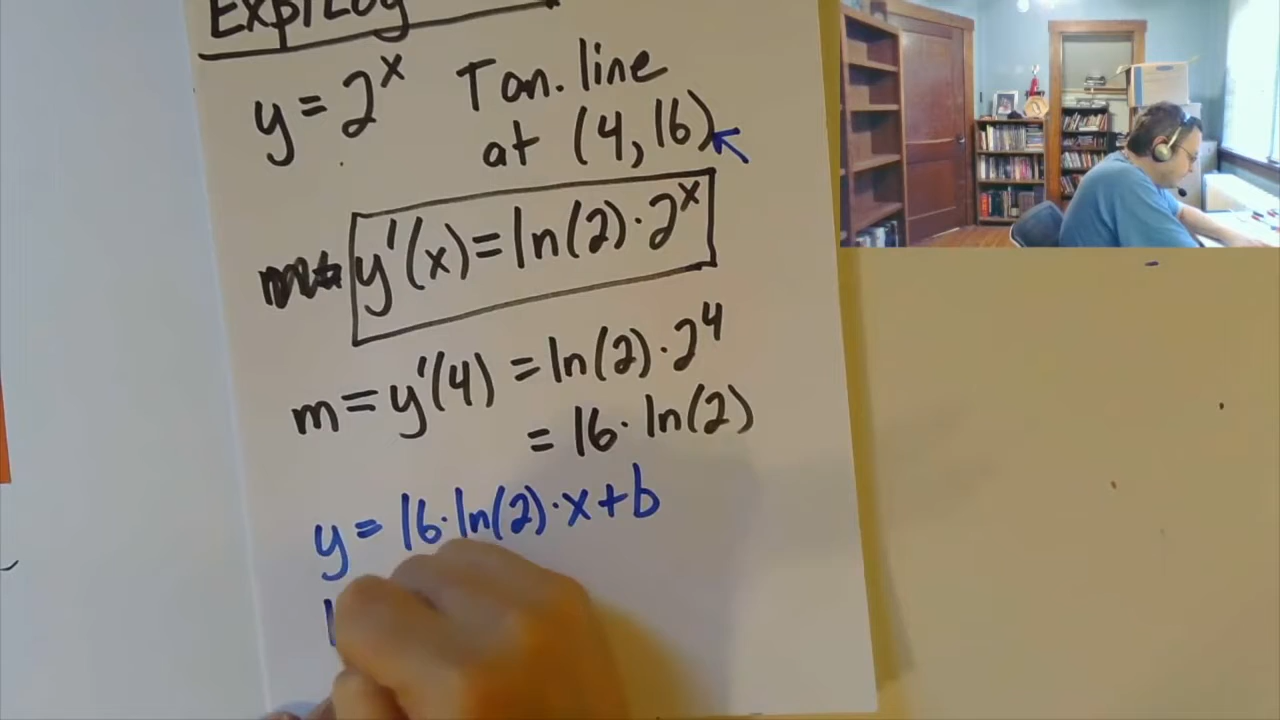 Exp/Log
y = 2^x Tan. line
at (4, 16)
y'(x) = ln(2) · 2^x
m = y'(4) = ln(2) · 2^4
= 16 · ln(2)
y = 16 · ln(2) · x + b